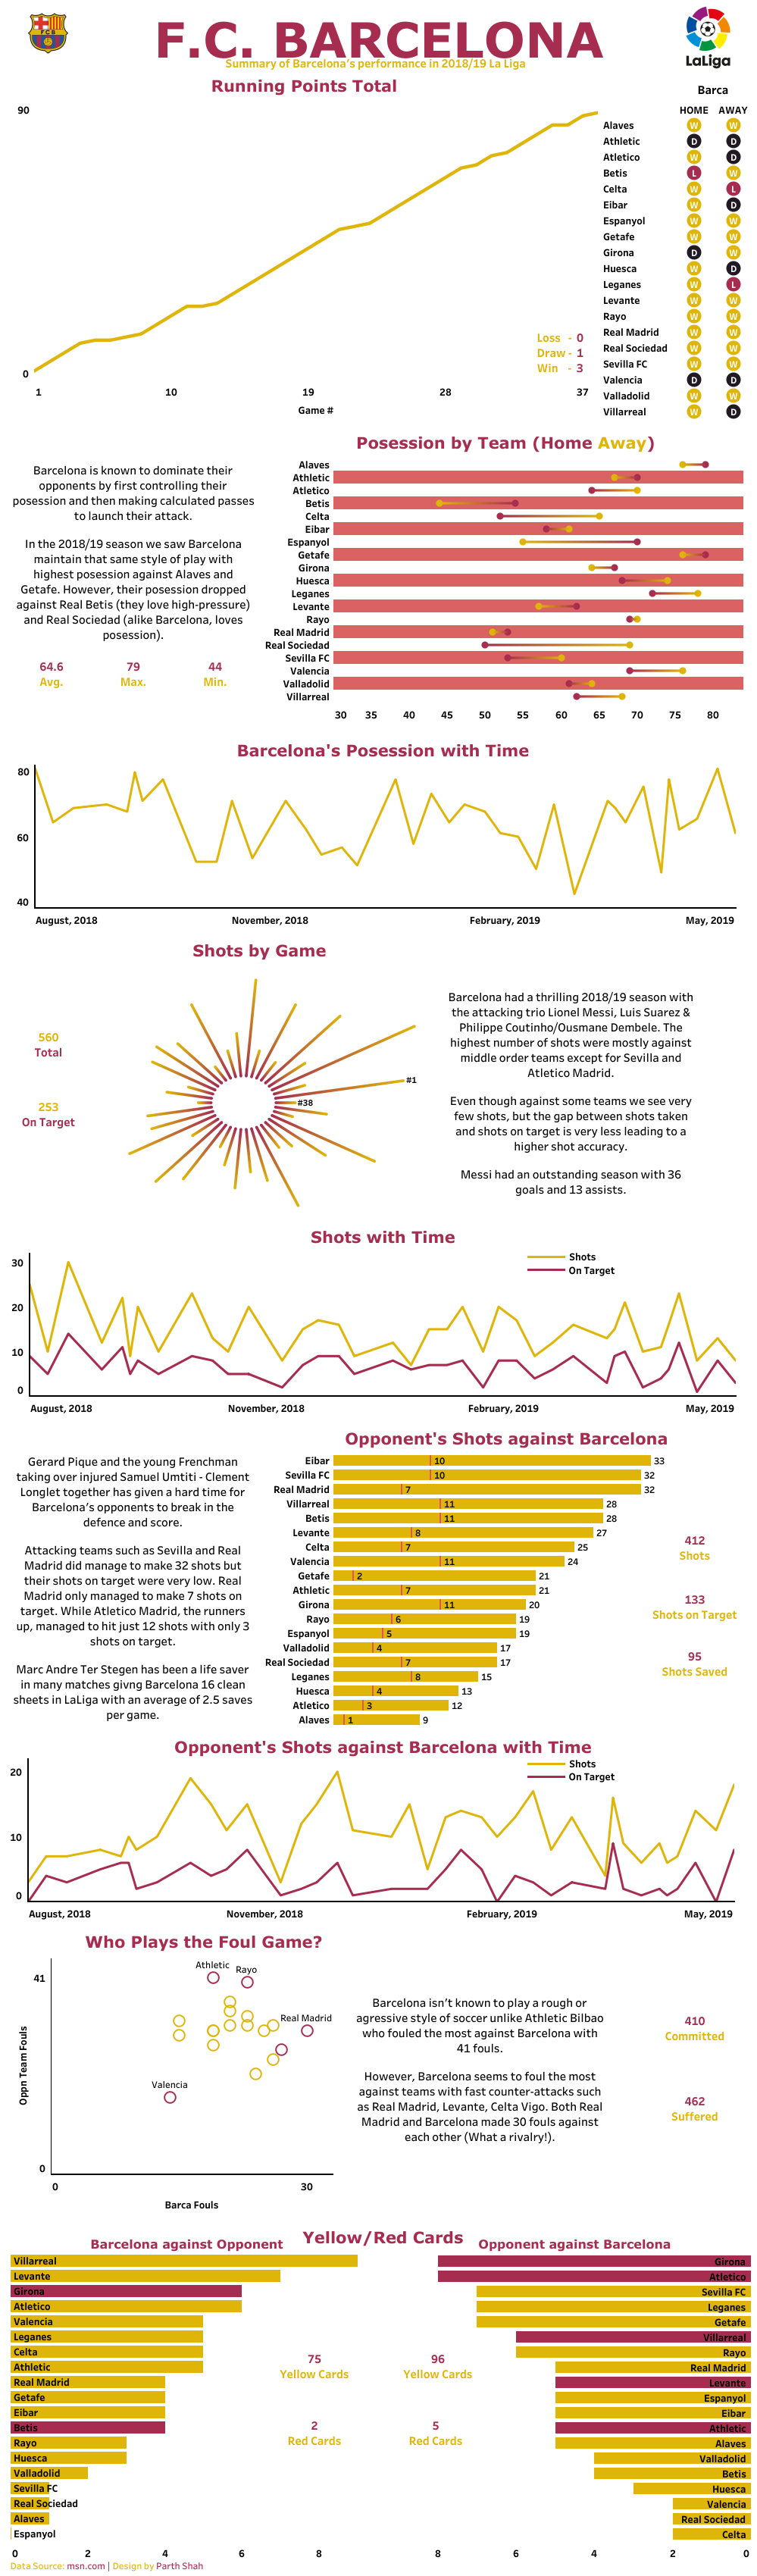 FCB
F.C. BARCELONA
Summary of Barcelona's performance in 2018/19 La Liga
LaLiga
Running Points Total
90
0
1 10 19 28 37
Game #
Loss - 0
Draw - 1
Win - 3
Barca
HOME AWAY
Alaves W W
Athletic D D
Atletico W D
Betis L W
Celta W L
Eibar W D
Espanyol W W
Getafe W W
Girona D W
Huesca W D
Leganes W L
Levante W W
Rayo W W
Real Madrid W W
Real Sociedad W W
Sevilla FC W W
Valencia D D
Valladolid W W
Villarreal W D
Posession by Team (Home Away)
Barcelona is known to dominate their
opponents by first controlling their
posession and then making calculated passes
to launch their attack.
In the 2018/19 season we saw Barcelona
maintain that same style of play with
highest posession against Alaves and
Getafe. However, their posession dropped
against Real Betis (they love high-pressure)
and Real Sociedad (alike Barcelona, loves
posession).
64.6 79 44
Avg. Max. Min.
Alaves
Athletic
Atletico
Betis
Celta
Eibar
Espanyol
Getafe
Girona
Huesca
Leganes
Levante
Rayo
Real Madrid
Real Sociedad
Sevilla FC
Valencia
Valladolid
Villarreal
30 35 40 45 50 55 60 65 70 75 80
Barcelona's Posession with Time
80
60
40
August, 2018 November, 2018 February, 2019 May, 2019
Shots by Game
560
Total
253
On Target
#1
#38
Barcelona had a thrilling 2018/19 season with
the attacking trio Lionel Messi, Luis Suarez &
Philippe Coutinho/Ousmane Dembele. The
highest number of shots were mostly against
middle order teams except for Sevilla and
Atletico Madrid.
Even though against some teams we see very
few shots, but the gap between shots taken
and shots on target is very less leading to a
higher shot accuracy.
Messi had an outstanding season with 36
goals and 13 assists.
Shots with Time
Shots
On Target
30
20
10
0
August, 2018 November, 2018 February, 2019 May, 2019
Opponent's Shots against Barcelona
Gerard Pique and the young Frenchman
taking over injured Samuel Umtiti - Clement
Longlet together has given a hard time for
Barcelona's opponents to break in the
defence and score.
Attacking teams such as Sevilla and Real
Madrid did manage to make 32 shots but
their shots on target were very low. Real
Madrid only managed to make 7 shots on
target. While Atletico Madrid, the runners
up, managed to hit just 12 shots with only 3
shots on target.
Marc Andre Ter Stegen has been a life saver
in many matches givng Barcelona 16 clean
sheets in LaLiga with an average of 2.5 saves
per game.
Eibar 10 33
Sevilla FC 10 32
Real Madrid 7 32
Villarreal 11 28
Betis 11 28
Levante 8 27
Celta 7 25
Valencia 11 24
Getafe 2 21
Athletic 7 21
Girona 11 20
Rayo 6 19
Espanyol 5 19
Valladolid 4 17
Real Sociedad 7 17
Leganes 8 15
Huesca 4 13
Atletico 3 12
Alaves 1 9
412
Shots
133
Shots on Target
95
Shots Saved
Opponent's Shots against Barcelona with Time
Shots
On Target
20
10
0
August, 2018 November, 2018 February, 2019 May, 2019
Who Plays the Foul Game?
41
0
Oppn Team Fouls
Athletic
Rayo
Real Madrid
Valencia
0 30
Barca Fouls
Barcelona isn't known to play a rough or
agressive style of soccer unlike Athletic Bilbao
who fouled the most against Barcelona with
41 fouls.
However, Barcelona seems to foul the most
against teams with fast counter-attacks such
as Real Madrid, Levante, Celta Vigo. Both Real
Madrid and Barcelona made 30 fouls against
each other (What a rivalry!).
410
Committed
462
Suffered
Yellow/Red Cards
Barcelona against Opponent
Villarreal
Levante
Girona
Atletico
Valencia
Leganes
Celta
Athletic
Real Madrid
Getafe
Eibar
Betis
Rayo
Huesca
Valladolid
Sevilla FC
Real Sociedad
Alaves
Espanyol
0 2 4 6 8
75
Yellow Cards
2
Red Cards
96
Yellow Cards
5
Red Cards
Opponent against Barcelona
Girona
Atletico
Sevilla FC
Leganes
Getafe
Villarreal
Rayo
Real Madrid
Levante
Espanyol
Eibar
Athletic
Alaves
Valladolid
Betis
Huesca
Valencia
Real Sociedad
Celta
8 6 4 2 0
Data Source: msn.com | Design by Parth Shah